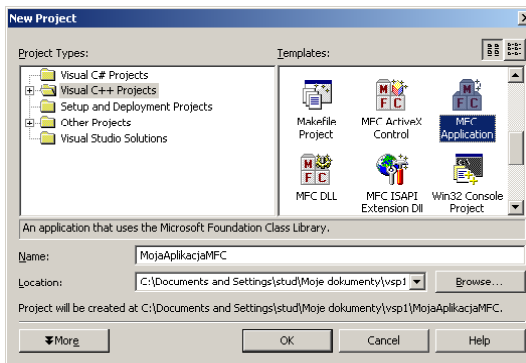 New Project
Project Types:
Templates:
Visual C# Projects
Visual C++ Projects
Setup and Deployment Projects
Other Projects
Visual Studio Solutions
Makefile Project
MFC ActiveX Control
MFC Application
MFC DLL
MFC ISAPI Extension Dll
Win32 Console Project
An application that uses the Microsoft Foundation Class Library.
Name:
MojaAplikacjaMFC
Location:
C:\Documents and Settings\stud\Moje dokumenty\vsp1
Browse...
Project will be created at C:\Documents and Settings\stud\Moje dokumenty\vsp1\MojaAplikacjaMFC.
More
OK
Cancel
Help